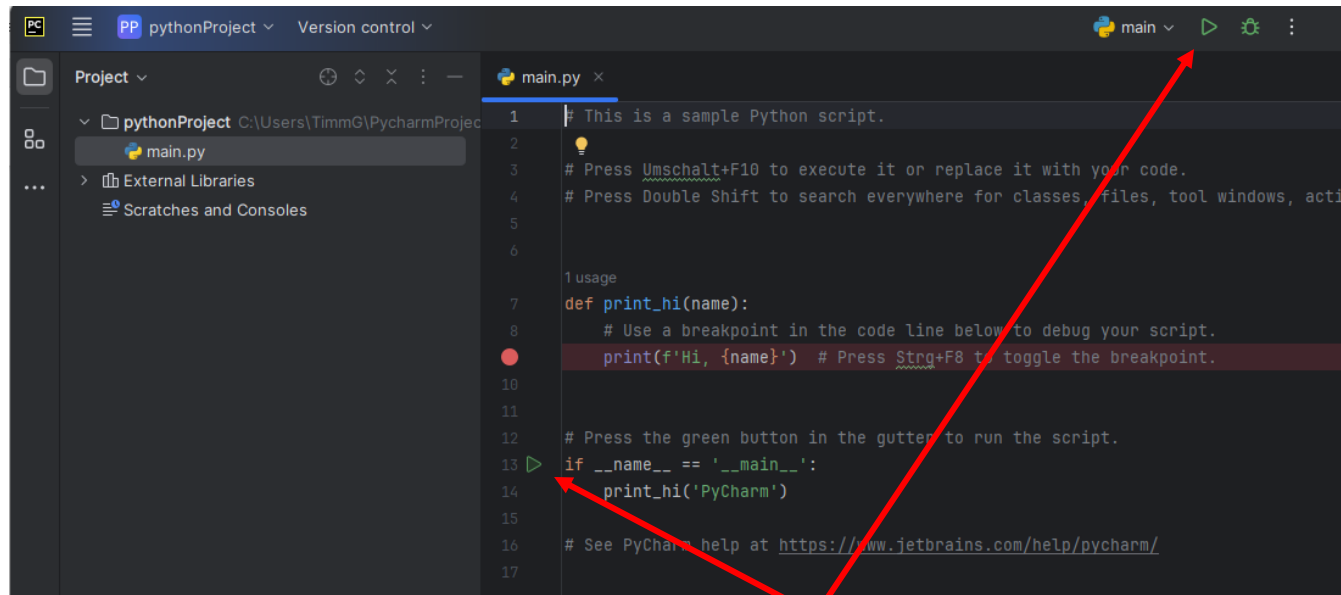 PC PP pythonProject Version control main
Project
main.py
pythonProject C:\Users\TimmG\PycharmProjec
main.py
External Libraries
Scratches and Consoles
1 # This is a sample Python script.
2
3 # Press Umschalt+F10 to execute it or replace it with your code.
4 # Press Double Shift to search everywhere for classes, files, tool windows, acti
5
6
1 usage
7 def print_hi(name):
8 # Use a breakpoint in the code line below to debug your script.
print(f'Hi, {name}') # Press Strg+F8 to toggle the breakpoint.
10
11
12 # Press the green button in the gutter to run the script.
13 if __name__ == '__main__':
14 print_hi('PyCharm')
15
16 # See PyCharm help at https://www.jetbrains.com/help/pycharm/
17